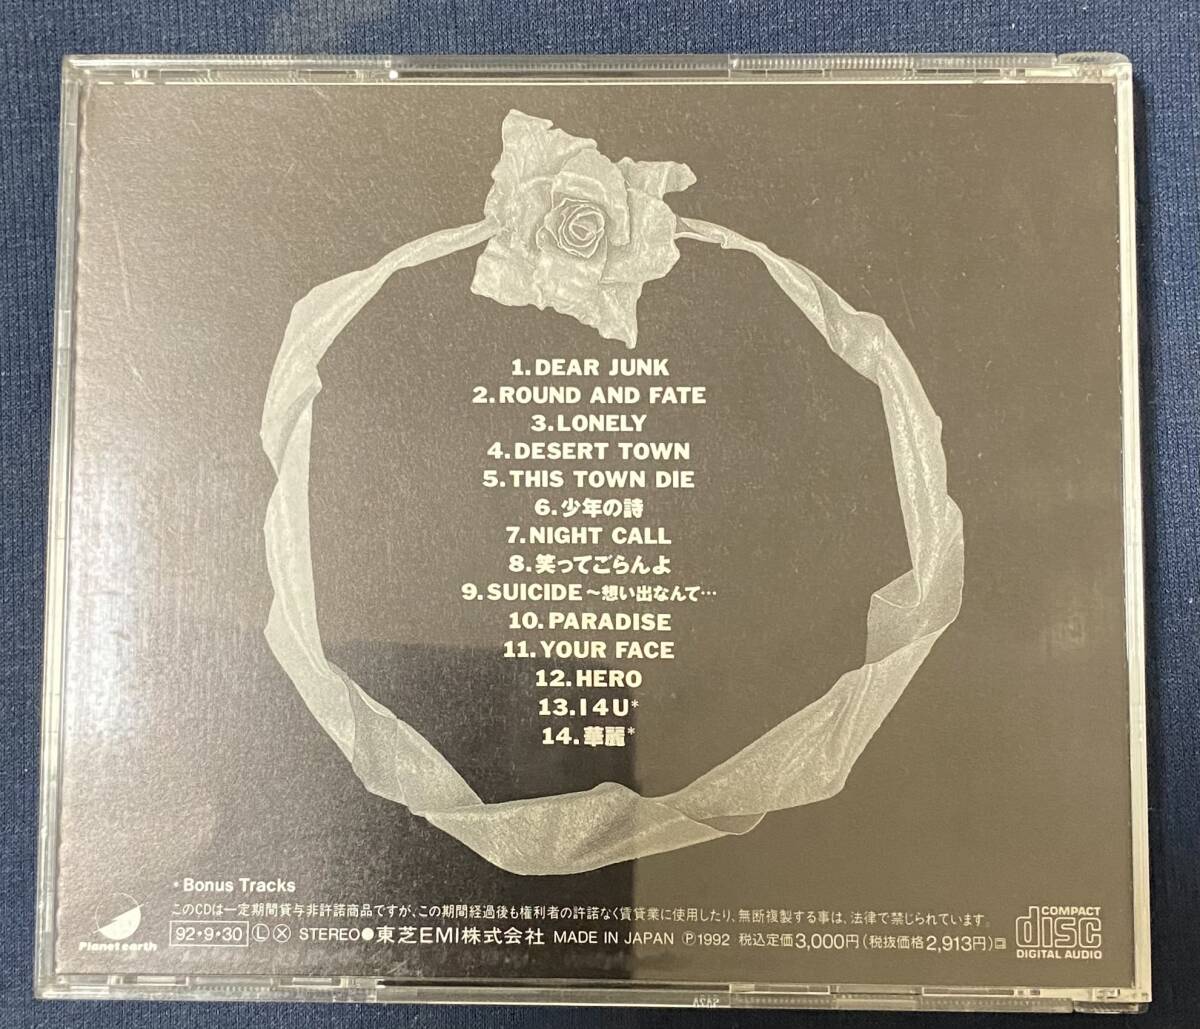 1. DEAR JUNK
2. ROUND AND FATE
3. LONELY
4. DESERT TOWN
5. THIS TOWN DIE
6. 少年の詩
7. NIGHT CALL
8. 笑ってごらんよ
9. SUICIDE ～想い出なんて…
10. PARADISE
11. YOUR FACE
12. HERO
13. I 4 U*
14. 華麗*
• Bonus Tracks
このCDは一定期間貸与非許諾商品ですが、この期間経過後も権利者の許諾なく賃貸業に使用したり、無断複製する事は、法律で禁じられています。
Planet earth
92・9・30 Ⓛ Ⓧ STEREO●東芝EMI株式会社 MADE IN JAPAN Ⓟ1992 税込定価3,000円(税抜価格2,913円)
COMPACT
disc
DIGITAL AUDIO